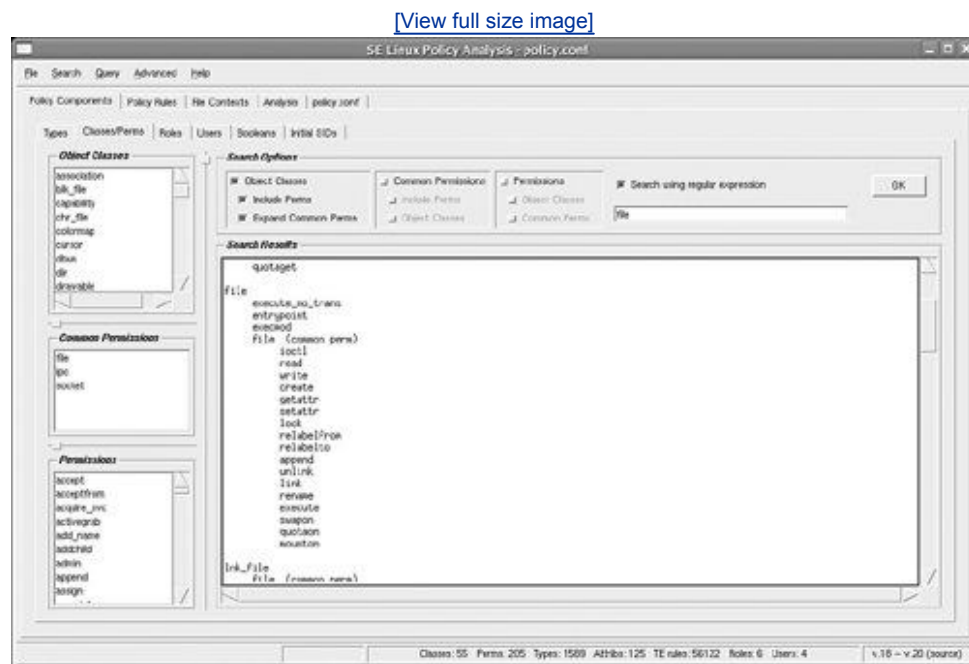 [View full size image]
SE Linux Policy Analysis - policy.conf
File Search Query Advanced Help
Policy Components Policy Rules File Contexts Analysis policy.conf
Types Classes/Perms Roles Users Booleans Initial SIDs
Object Classes
association
blk_file
capability
chr_file
colormap
cursor
dbus
dir
drawable
Common Permissions
file
ipc
socket
Permissions
accept
acceptfrom
acquire_svc
activegrab
add_name
addchild
admin
append
assign
Search Options
Object Classes
Include Perms
Expand Common Perms
Common Permissions
Include Perms
Object Classes
Permissions
Object Classes
Common Perms
Search using regular expression
file
OK
Search Results
quotaget
file
execute_no_trans
entrypoint
execmod
file (common perm)
ioctl
read
write
create
getattr
setattr
lock
relabelfrom
relabelto
append
unlink
link
rename
execute
swapon
quotaon
mounton
lnk_file
file (common perm)
Classes: 55 Perms: 205 Types: 1589 Attribs: 125 TE rules: 56122 Roles: 6 Users: 4
v.18 – v.20 (source)